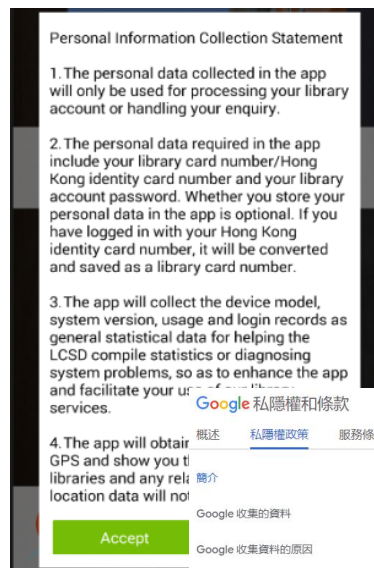 Personal Information Collection Statement
1. The personal data collected in the app
will only be used for processing your library
account or handling your enquiry.
2. The personal data required in the app
include your library card number/Hong
Kong identity card number and your library
account password. Whether you store your
personal data in the app is optional. If you
have logged in with your Hong Kong
identity card number, it will be converted
and saved as a library card number.
3. The app will collect the device model,
system version, usage and login records as
general statistical data for helping the
LCSD compile statistics or diagnosing
system problems, so as to enhance the app
and facilitate your
services.
4. The app will obtain
GPS and show you
libraries and any
location data will
Accept
Google 私隱權和條款
概述 私隱權政策 服務條
簡介
Google 收集的資料
Google 收集資料的原因